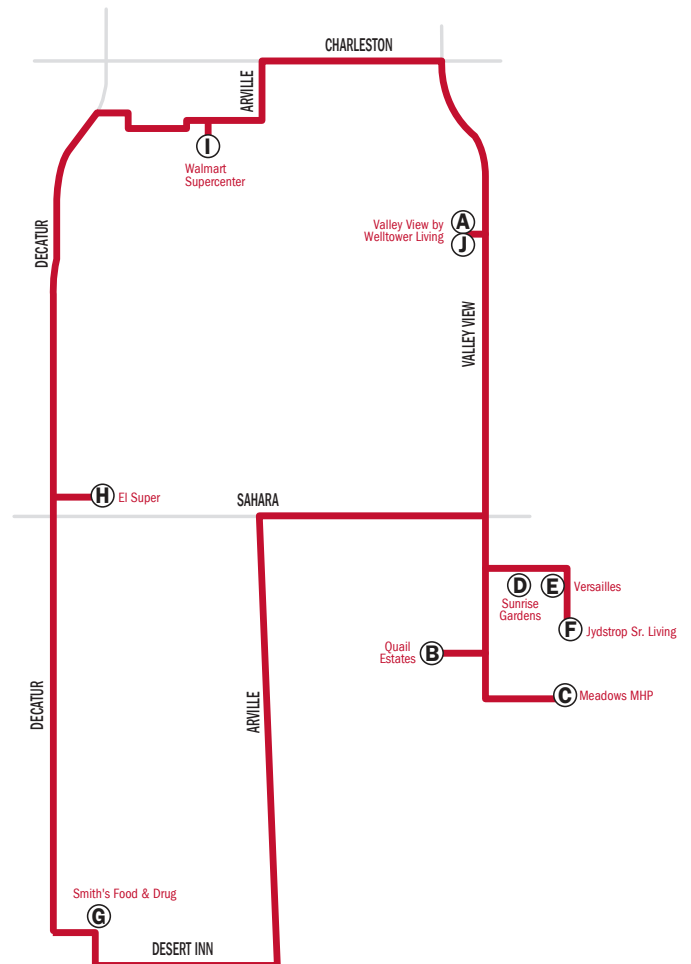 CHARLESTON
ARVILLE
I
Walmart
Supercenter
A
Valley View by
Welltower Living
J
DECATUR
VALLEY VIEW
H
El Super
SAHARA
D
E
Versailles
Sunrise
Gardens
F
Jydstrop Sr. Living
Quail
Estates
B
C
Meadows MHP
DECATUR
ARVILLE
Smith's Food & Drug
G
DESERT INN